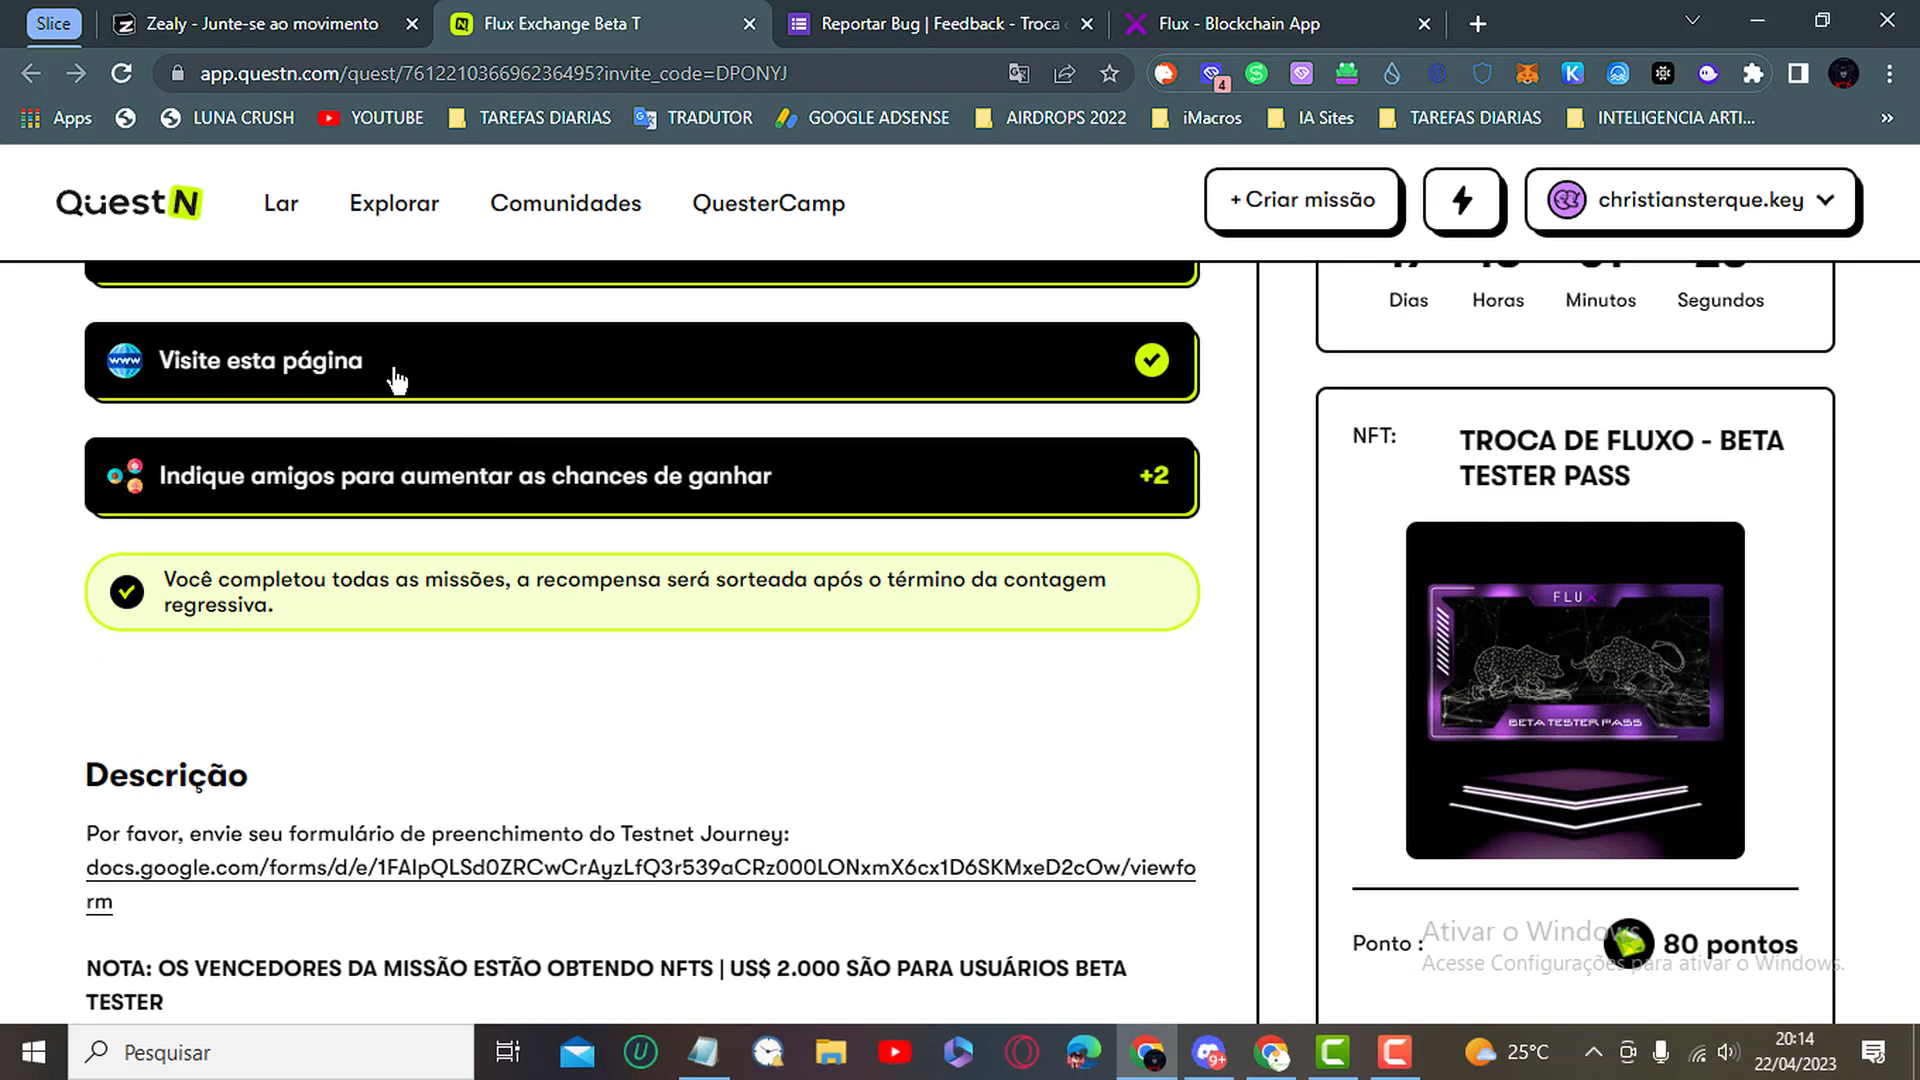 Slice
Zealy - Junte-se ao movimento
Flux Exchange Beta T
Reportar Bug | Feedback - Troca
Flux - Blockchain App
app.questn.com/quest/761221036696236495?invite_code=DPONYJ
4
Apps
LUNA CRUSH
YOUTUBE
TAREFAS DIARIAS
TRADUTOR
GOOGLE ADSENSE
AIRDROPS 2022
iMacros
IA Sites
TAREFAS DIARIAS
INTELIGENCIA ARTI...
»
QuestN
Lar
Explorar
Comunidades
QuesterCamp
+ Criar missão
christiansterque.key
Dias
Horas
Minutos
Segundos
www
Visite esta página
Indique amigos para aumentar as chances de ganhar
+2
Você completou todas as missões, a recompensa será sorteada após o término da contagem
regressiva.
NFT:
TROCA DE FLUXO - BETA
TESTER PASS
FLUX
BETA TESTER PASS
Descrição
Por favor, envie seu formulário de preenchimento do Testnet Journey:
docs.google.com/forms/d/e/1FAIpQLSd0ZRCwCrAyzLfQ3r539aCRz000LONxmX6cx1D6SKMxeD2cOw/viewfo
rm
NOTA: OS VENCEDORES DA MISSÃO ESTÃO OBTENDO NFTS | US$ 2.000 SÃO PARA USUÁRIOS BETA
TESTER
Ponto :
80 pontos
Ativar o Windows
Acesse Configurações para ativar o Windows.
Pesquisar
9+
25°C
20:14
22/04/2023